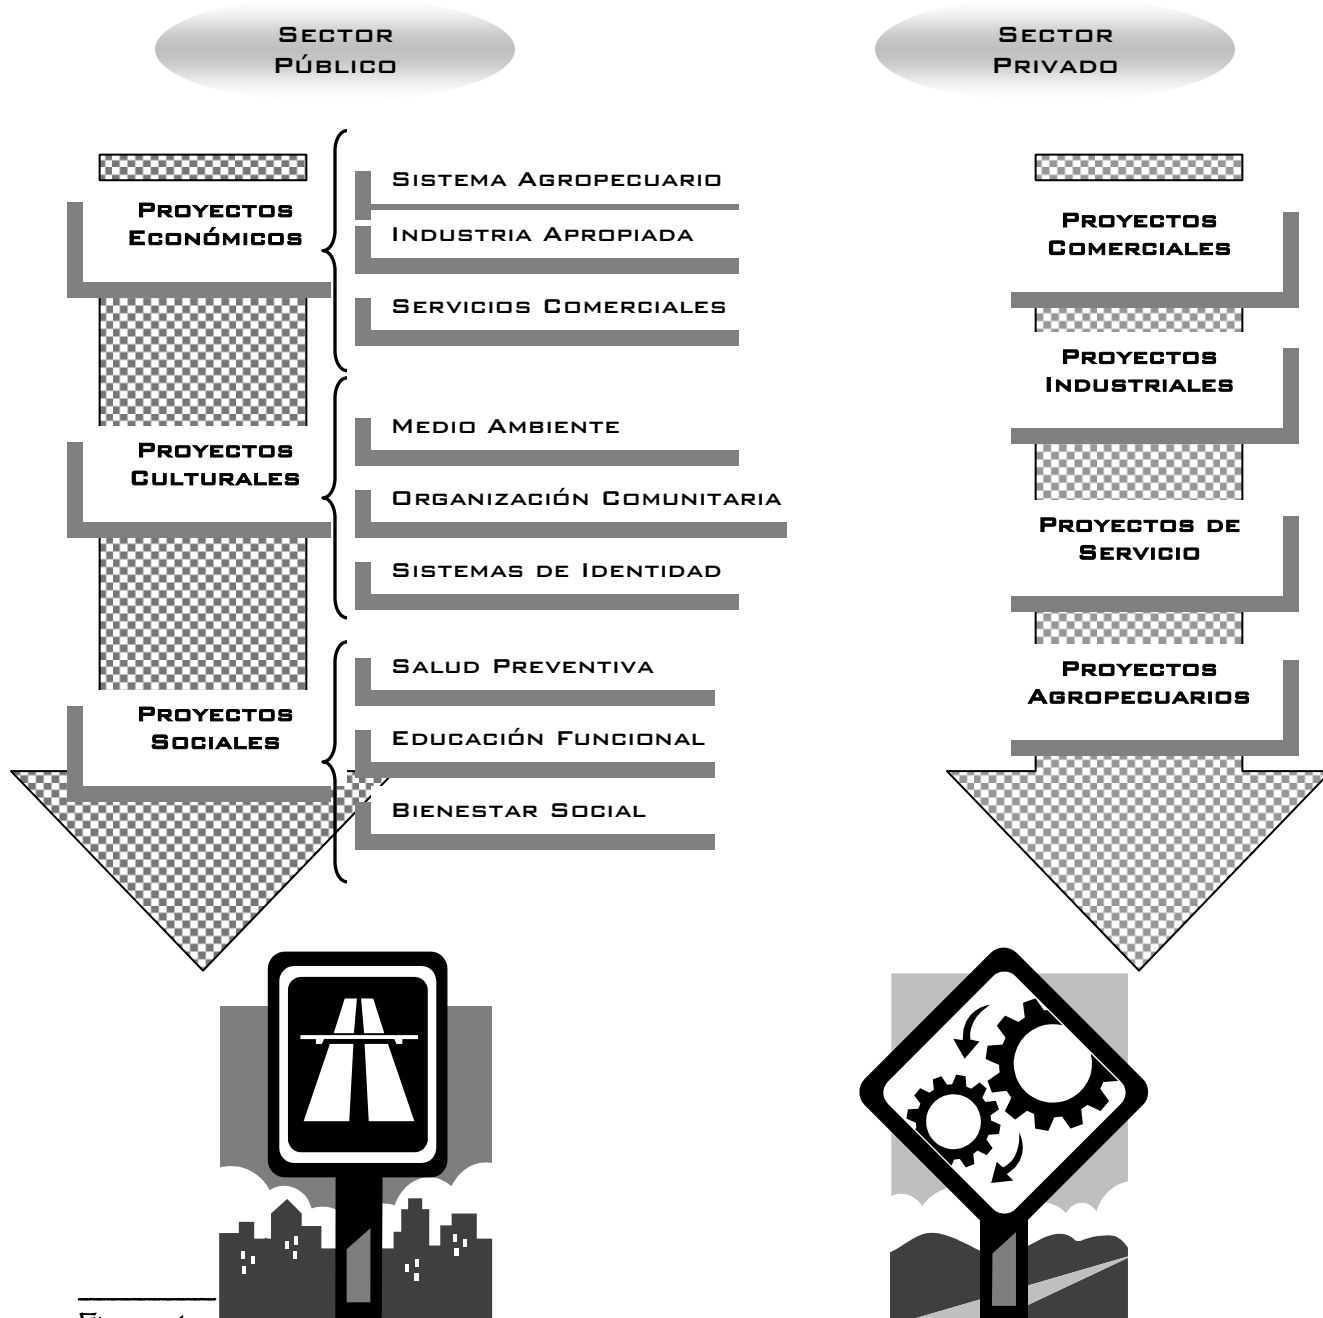 SECTOR
PÚBLICO
SECTOR
PRIVADO
PROYECTOS
ECONÓMICOS
SISTEMA AGROPECUARIO
INDUSTRIA APROPIADA
SERVICIOS COMERCIALES
PROYECTOS
CULTURALES
MEDIO AMBIENTE
ORGANIZACIÓN COMUNITARIA
SISTEMAS DE IDENTIDAD
PROYECTOS
SOCIALES
SALUD PREVENTIVA
EDUCACIÓN FUNCIONAL
BIENESTAR SOCIAL
PROYECTOS
COMERCIALES
PROYECTOS
INDUSTRIALES
PROYECTOS DE
SERVICIO
PROYECTOS
AGROPECUARIOS